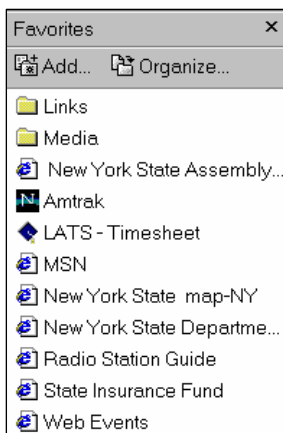 Favorites ×
Add... Organize...
Links
Media
New York State Assembly...
Amtrak
LATS - Timesheet
MSN
New York State map-NY
New York State Departme...
Radio Station Guide
State Insurance Fund
Web Events